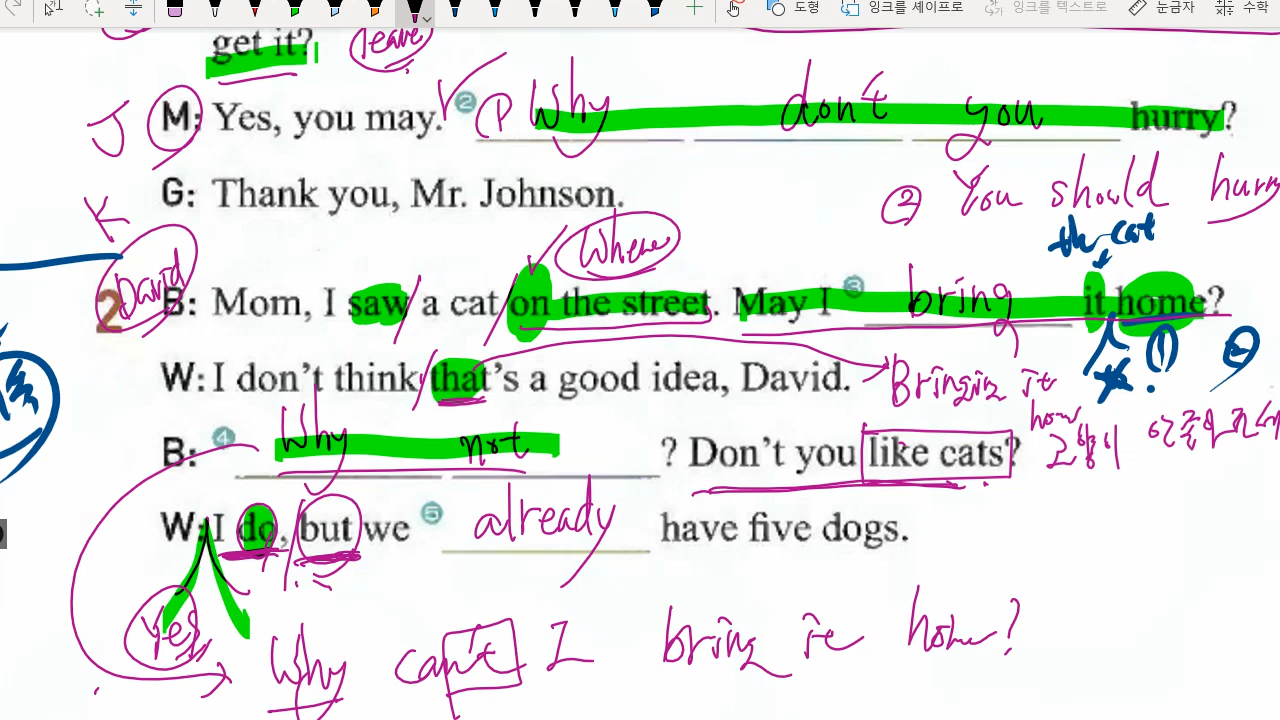 도형 잉크를 셰이프로 잉크를 텍스트로 눈금자 수학
get it? leave
J M: Yes, you may. ② Why don't you hurry?
G: Thank you, Mr. Johnson.
② You should hurry
K
the cat
David Where
2 B: Mom, I saw a cat on the street. May I ③ bring it home?
W: I don't think that's a good idea, David. Bringing it
home
B: ④ Why not ? Don't you like cats? 고양이
W: I do, but we ⑤ already have five dogs.
Yes
Why can't I bring it home?